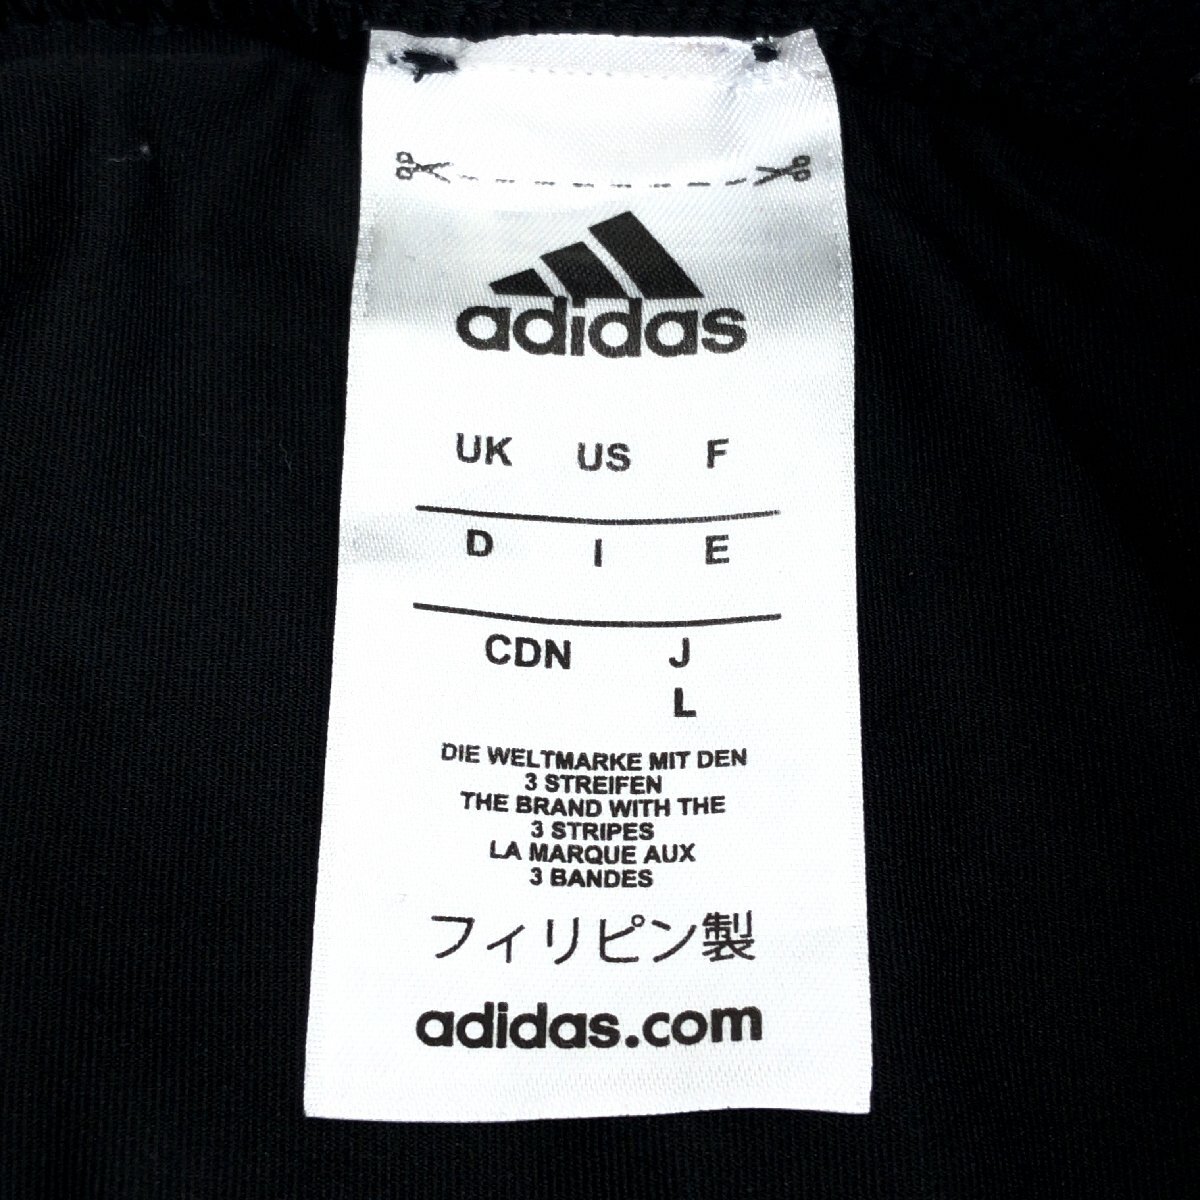 adidas
UK US F
D I E
CDN J
L
DIE WELTMARKE MIT DEN
3 STREIFEN
THE BRAND WITH THE
3 STRIPES
LA MARQUE AUX
3 BANDES
フィリピン製
adidas.com